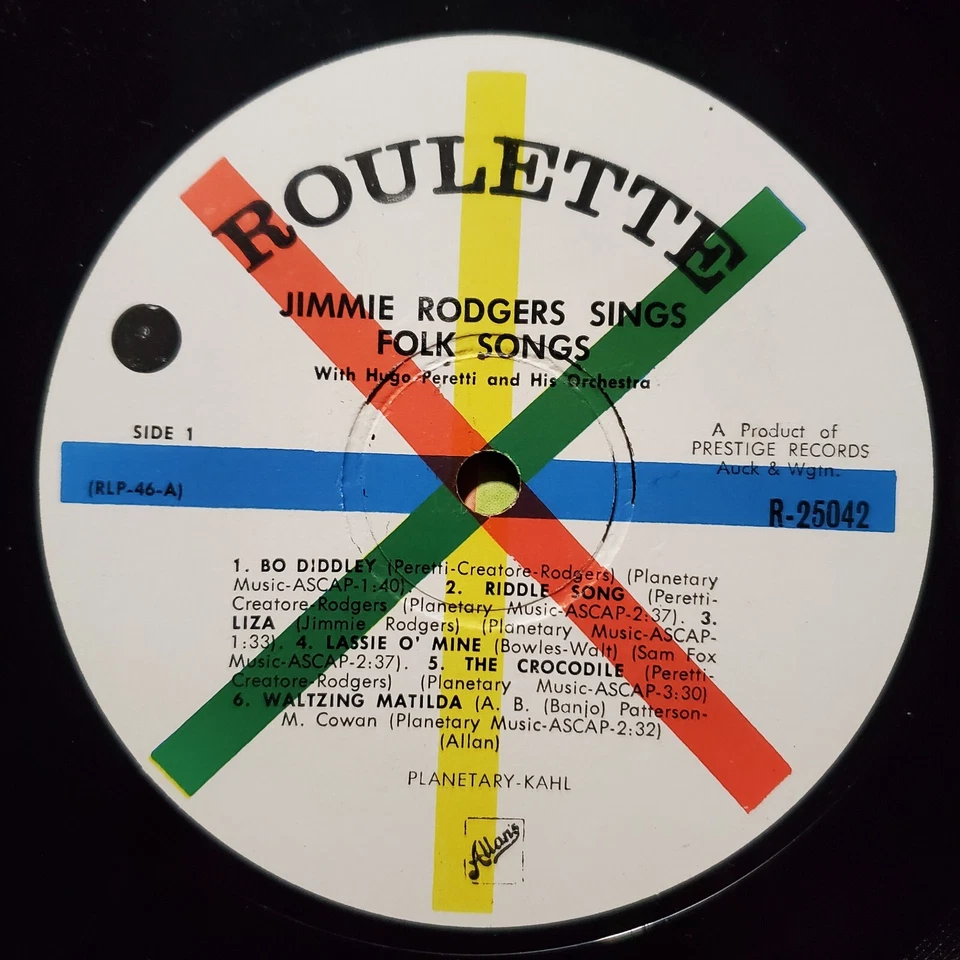 ROULETTE
JIMMIE RODGERS SINGS
FOLK SONGS
With Hugo Peretti and His Orchestra
SIDE 1
(RLP-46-A)
A Product of
PRESTIGE RECORDS
Auck & Wgtn.
R-25042
1. BO DIDDLEY (Peretti-Creatore-Rodgers) (Planetary
Music-ASCAP-1:40). 2. RIDDLE SONG (Peretti-
Creatore-Rodgers (Planetary Music-ASCAP-2:37). 3.
LIZA (Jimmie Rodgers) (Planetary Music-ASCAP-
1:33). 4. LASSIE O' MINE (Bowles-Walt) (Sam Fox
Music-ASCAP-2:37). 5. THE CROCODILE (Peretti-
Creatore-Rodgers) (Planetary Music-ASCAP-3:30)
6. WALTZING MATILDA (A. B. (Banjo) Patterson-
M. Cowan (Planetary Music-ASCAP-2:32)
(Allan)
PLANETARY-KAHL
Allan's